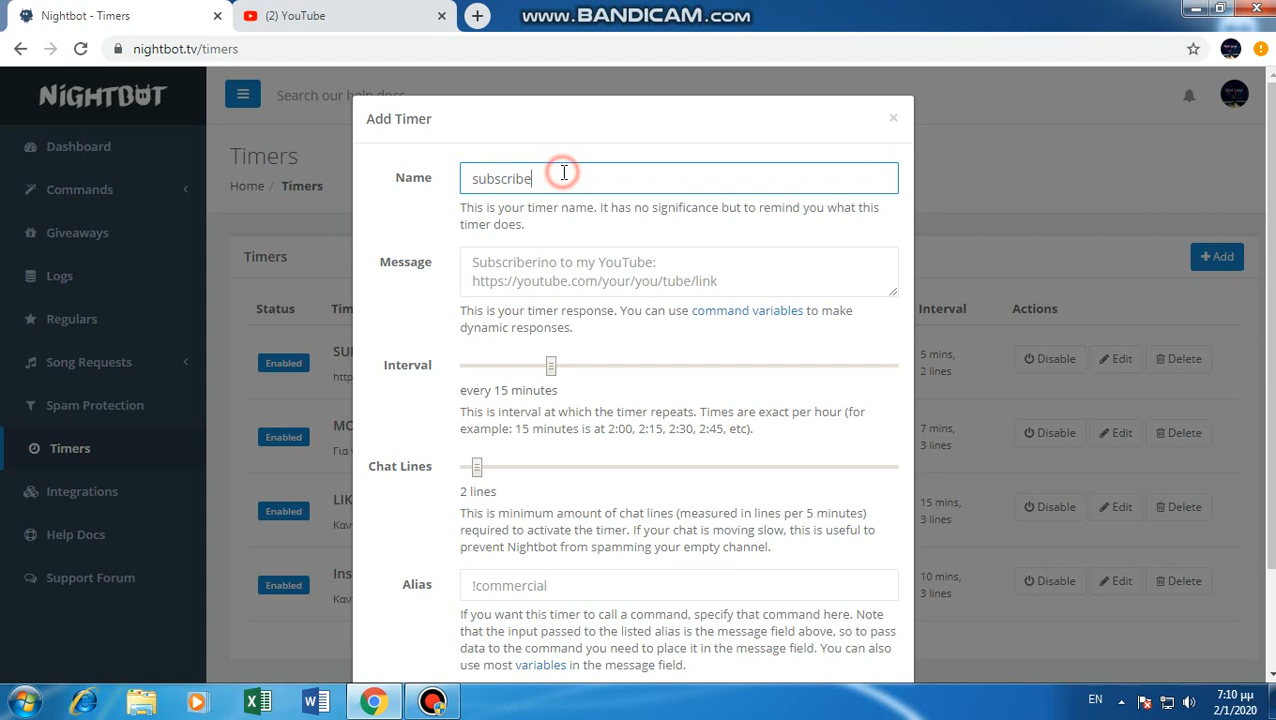 Nightbot - Timers
(2) YouTube
www.BANDICAM.com
nightbot.tv/timers
NiGHTBOT
Search our help docs
Dashboard
Commands
Giveaways
Logs
Regulars
Song Requests
Spam Protection
Timers
Integrations
Help Docs
Support Forum
Timers
Home / Timers
Timers
+ Add
Status
Interval
Actions
Enabled
5 mins,
2 lines
Disable
Edit
Delete
Enabled
7 mins,
3 lines
Disable
Edit
Delete
Enabled
LIK
15 mins,
3 lines
Disable
Edit
Delete
Enabled
Ins
10 mins,
3 lines
Disable
Edit
Delete
Add Timer
×
Name
subscribe
This is your timer name. It has no significance but to remind you what this
timer does.
Message
Subscriberino to my YouTube:
https://youtube.com/your/you/tube/link
This is your timer response. You can use command variables to make
dynamic responses.
Interval
every 15 minutes
This is interval at which the timer repeats. Times are exact per hour (for
example: 15 minutes is at 2:00, 2:15, 2:30, 2:45, etc).
Chat Lines
2 lines
This is minimum amount of chat lines (measured in lines per 5 minutes)
required to activate the timer. If your chat is moving slow, this is useful to
prevent Nightbot from spamming your empty channel.
Alias
!commercial
If you want this timer to call a command, specify that command here. Note
that the input passed to the listed alias is the message field above, so to pass
data to the command you need to place it in the message field. You can also
use most variables in the message field.
EN
7:10 μμ
2/1/2020